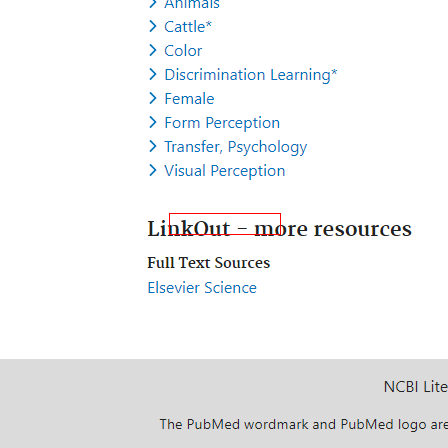 Animals
Cattle*
Color
Discrimination Learning*
Female
Form Perception
Transfer, Psychology
Visual Perception
LinkOut - more resources
Full Text Sources
Elsevier Science
NCBI Lite
The PubMed wordmark and PubMed logo are